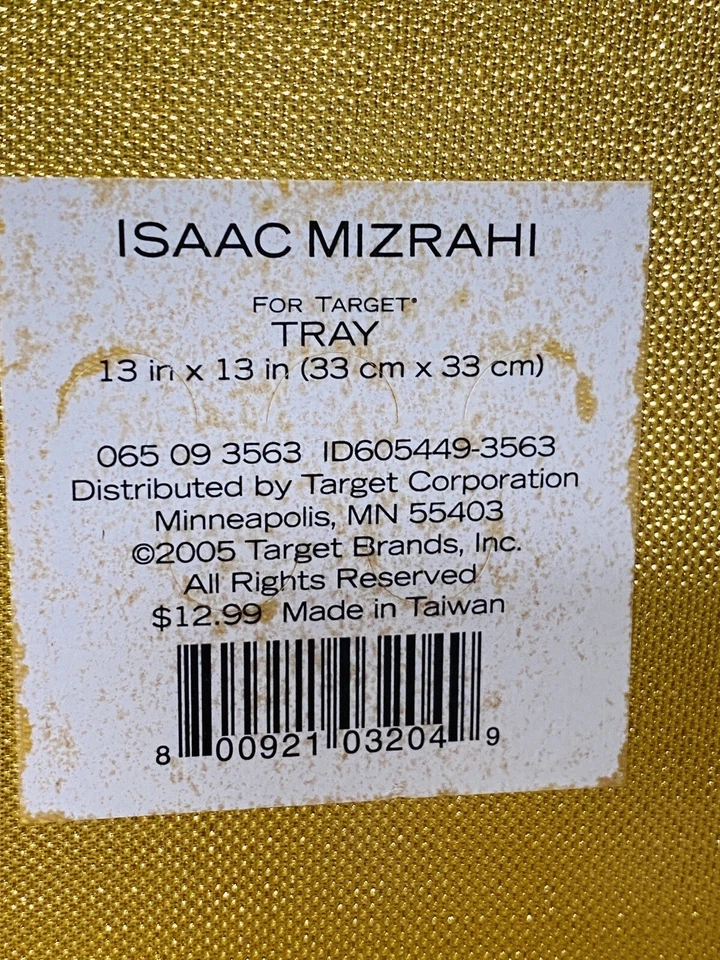 ISAAC MIZRAHI
FOR TARGET®
TRAY
13 in x 13 in (33 cm x 33 cm)
065 09 3563 ID605449-3563
Distributed by Target Corporation
Minneapolis, MN 55403
©2005 Target Brands, Inc.
All Rights Reserved
$12.99 Made in Taiwan
8 00921 03204 9